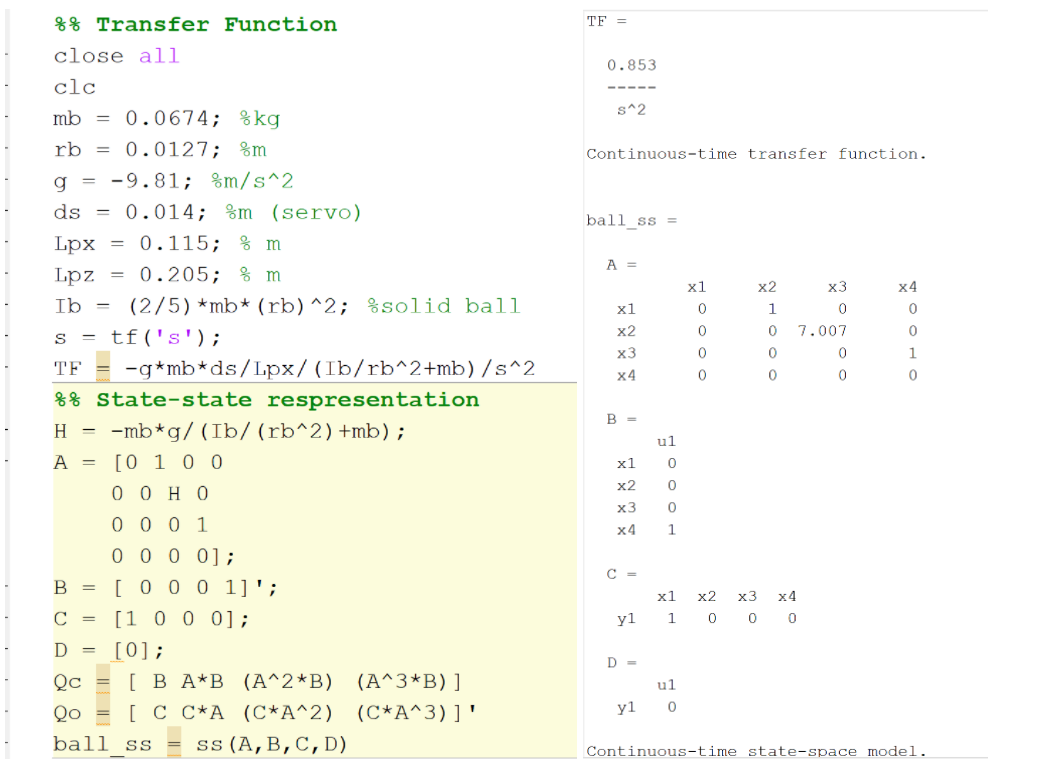 %% Transfer Function
close all
clc
mb = 0.0674; %kg
rb = 0.0127; %m
g = -9.81; %m/s^2
ds = 0.014; %m (servo)
Lpx = 0.115; % m
Lpz = 0.205; % m
Ib = (2/5)*mb*(rb)^2; %solid ball
s = tf('s');
TF = -g*mb*ds/Lpx/(Ib/rb^2+mb)/s^2
%% State-state respresentation
H = -mb*g/(Ib/(rb^2)+mb);
A = [0 1 0 0
0 0 H 0
0 0 0 1
0 0 0 0];
B = [ 0 0 0 1]';
C = [1 0 0 0];
D = [0];
Qc = [ B A*B (A^2*B) (A^3*B)]
Qo = [ C C*A (C*A^2) (C*A^3)]'
ball_ss = ss(A,B,C,D)
TF =
0.853
-----
s^2
Continuous-time transfer function.
ball_ss =
A =
x1 x2 x3 x4
x1 0 1 0 0
x2 0 0 7.007 0
x3 0 0 0 1
x4 0 0 0 0
B =
u1
x1 0
x2 0
x3 0
x4 1
C =
x1 x2 x3 x4
y1 1 0 0 0
D =
u1
y1 0
Continuous-time state-space model.